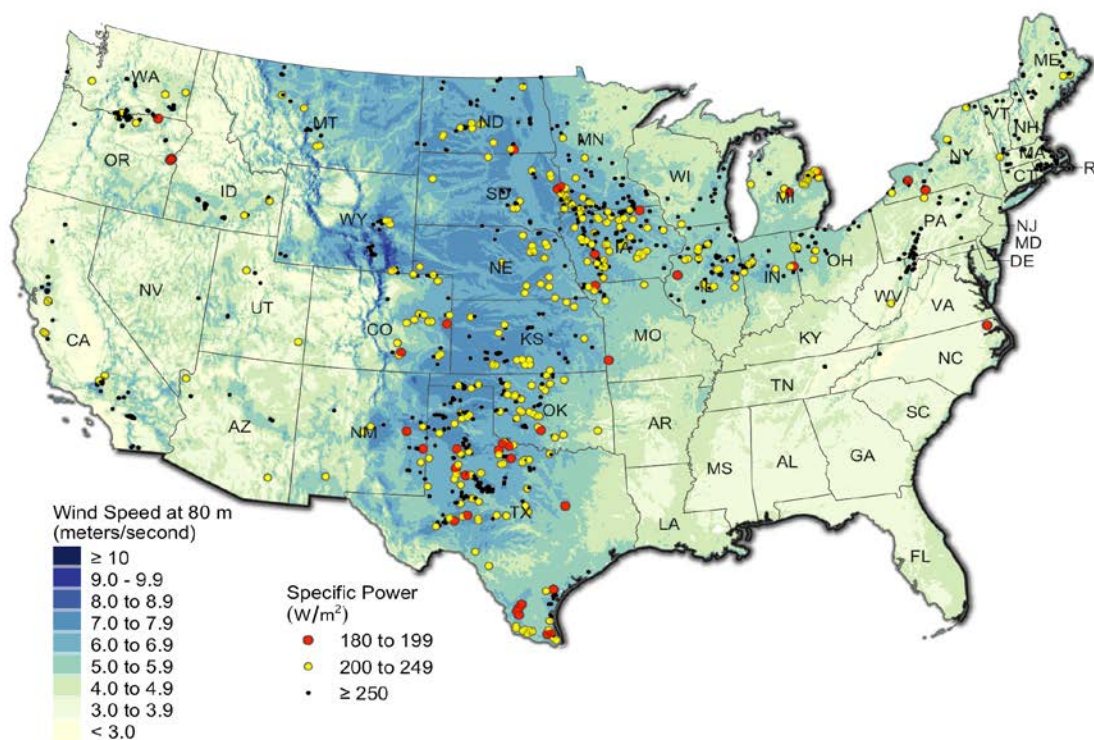 WA
ME
MT
ND
VT
MN
NH
OR
NY
MA
WI
ID
SD
CT
R
MI
WY
IA
PA
NJ
NE
MD
OH
DE
IN
IL
NV
UT
WV
VA
CO
CA
KS
MO
KY
NC
TN
OK
AZ
NM
AR
SC
MS
AL
GA
TX
LA
FL
Wind Speed at 80 m
(meters/second)
≥ 10
9.0 - 9.9
8.0 to 8.9
7.0 to 7.9
6.0 to 6.9
5.0 to 5.9
4.0 to 4.9
3.0 to 3.9
< 3.0
Specific Power
(W/m²)
180 to 199
200 to 249
≥ 250